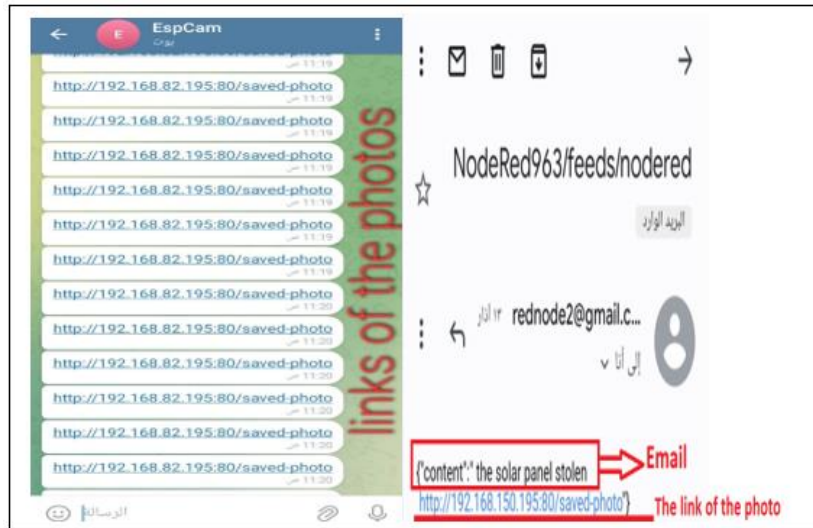 EspCam
E
بوت
11:19 ص
http://192.168.82.195:80/saved-photo
11:19 ص
http://192.168.82.195:80/saved-photo
11:19 ص
http://192.168.82.195:80/saved-photo
11:19 ص
http://192.168.82.195:80/saved-photo
11:19 ص
http://192.168.82.195:80/saved-photo
11:19 ص
http://192.168.82.195:80/saved-photo
11:19 ص
http://192.168.82.195:80/saved-photo
11:20 ص
http://192.168.82.195:80/saved-photo
11:20 ص
http://192.168.82.195:80/saved-photo
11:20 ص
http://192.168.82.195:80/saved-photo
11:20 ص
http://192.168.82.195:80/saved-photo
11:20 ص
http://192.168.82.195:80/saved-photo
الرسالة
links of the photos
NodeRed963/feeds/nodered
البريد الوارد
rednode2@gmail.c... ١٣ آذار
إلى أنا
{"content":" the solar panel stolen
http://192.168.150.195:80/saved-photo"}
Email
The link of the photo